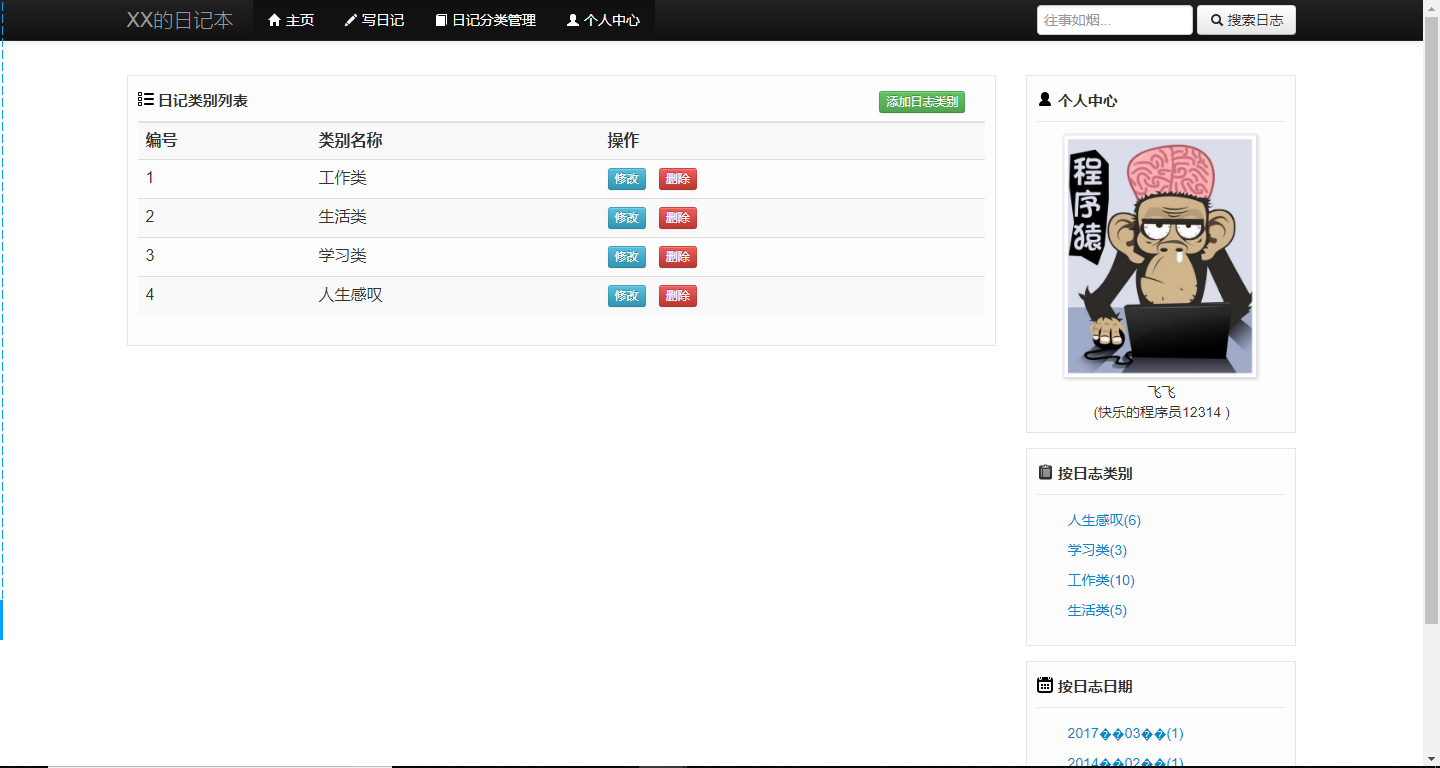 XX的日记本 主页 写日记 日记分类管理 个人中心 往事如烟... 搜索日志
日记类别列表 添加日志类别
编号 类别名称 操作
1 工作类 修改 删除
2 生活类 修改 删除
3 学习类 修改 删除
4 人生感叹 修改 删除
个人中心
程序猿
飞飞
(快乐的程序员12314 )
按日志类别
人生感叹(6)
学习类(3)
工作类(10)
生活类(5)
按日志日期
2017��03��(1)
2014��02��(1)